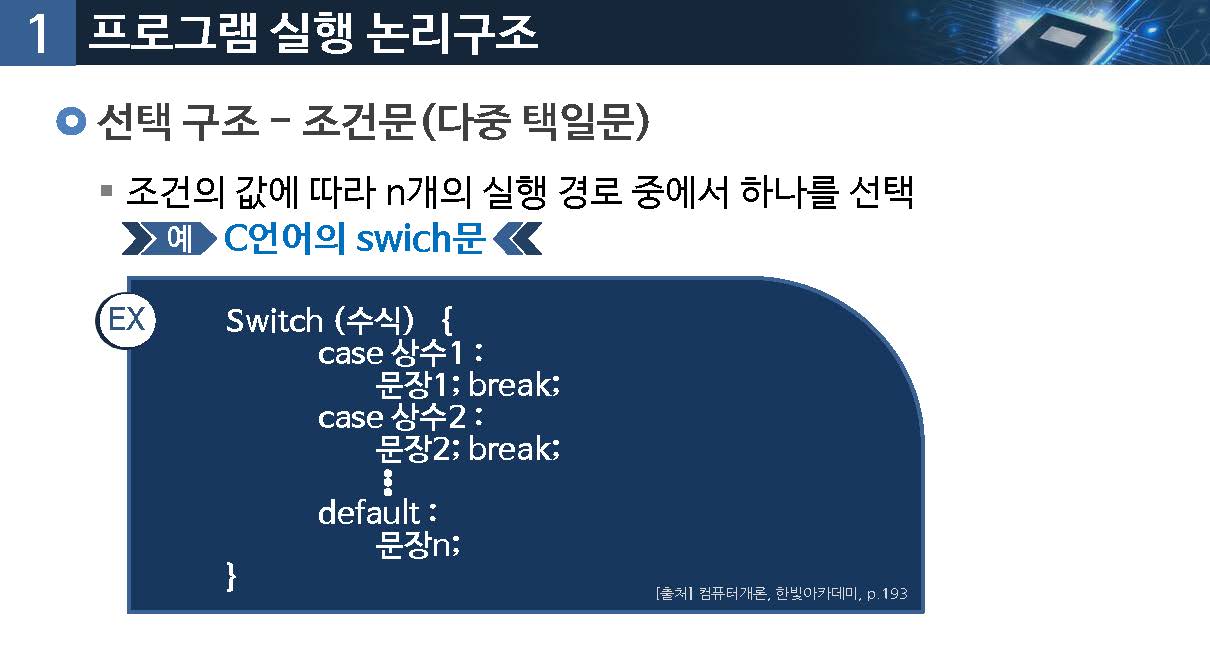 1 프로그램 실행 논리구조
선택 구조 - 조건문(다중 택일문)
조건의 값에 따라 n개의 실행 경로 중에서 하나를 선택
예 C언어의 swich문
EX
Switch (수식) {
case 상수1 :
문장1; break;
case 상수2 :
문장2; break;
⋮
default :
문장n;
}
[출처] 컴퓨터개론, 한빛아카데미, p.193